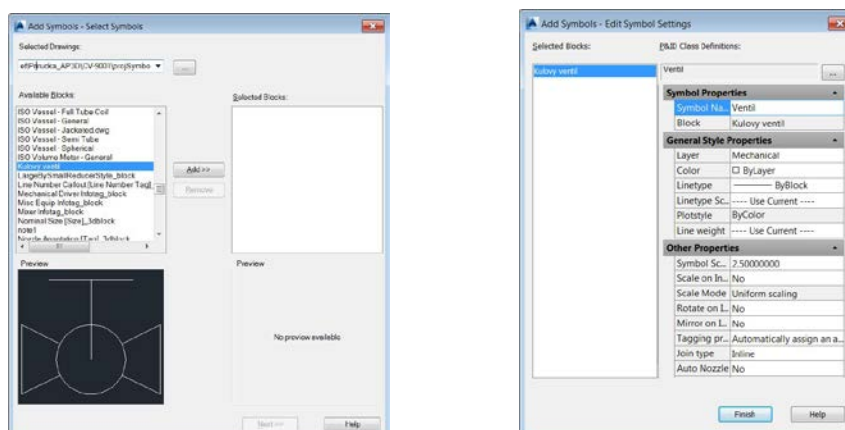 Add Symbols - Select Symbols
Selected Drawings:
Available Blocks:
ISO Vessel - Full Tube Coil
ISO Vessel - General
ISO Vessel - Jacketed.dwg
ISO Vessel - Semi Tube
ISO Vessel - Spherical
ISO Volume Meter - General
Kulovy ventil
LargeBySmallReducerStyle_block
Line Number Callout [Line Number Tag]_
Mechanical Driver Infotag_block
Misc Equip Infotag_block
Mixer Infotag_block
Nominal Size [Size]_3dblock
note1
Selected Blocks:
Add >>
Remove
Preview
Preview
No preview available
Next >>
Help
Add Symbols - Edit Symbol Settings
Selected Blocks:
Kulovy ventil
P&ID Class Definitions:
Ventil
...
Symbol Properties
Symbol Na... Ventil
Block Kulovy ventil
General Style Properties
Layer Mechanical
Color ByLayer
Linetype ByBlock
Linetype Sc... ---- Use Current ----
Plotstyle ByColor
Line weight ---- Use Current ----
Other Properties
Symbol Sc... 2.50000000
Scale on In... No
Scale Mode Uniform scaling
Rotate on I... No
Mirror on I... No
Tagging pr... Automatically assign an a...
Join type Inline
Auto Nozzle No
Finish
Help